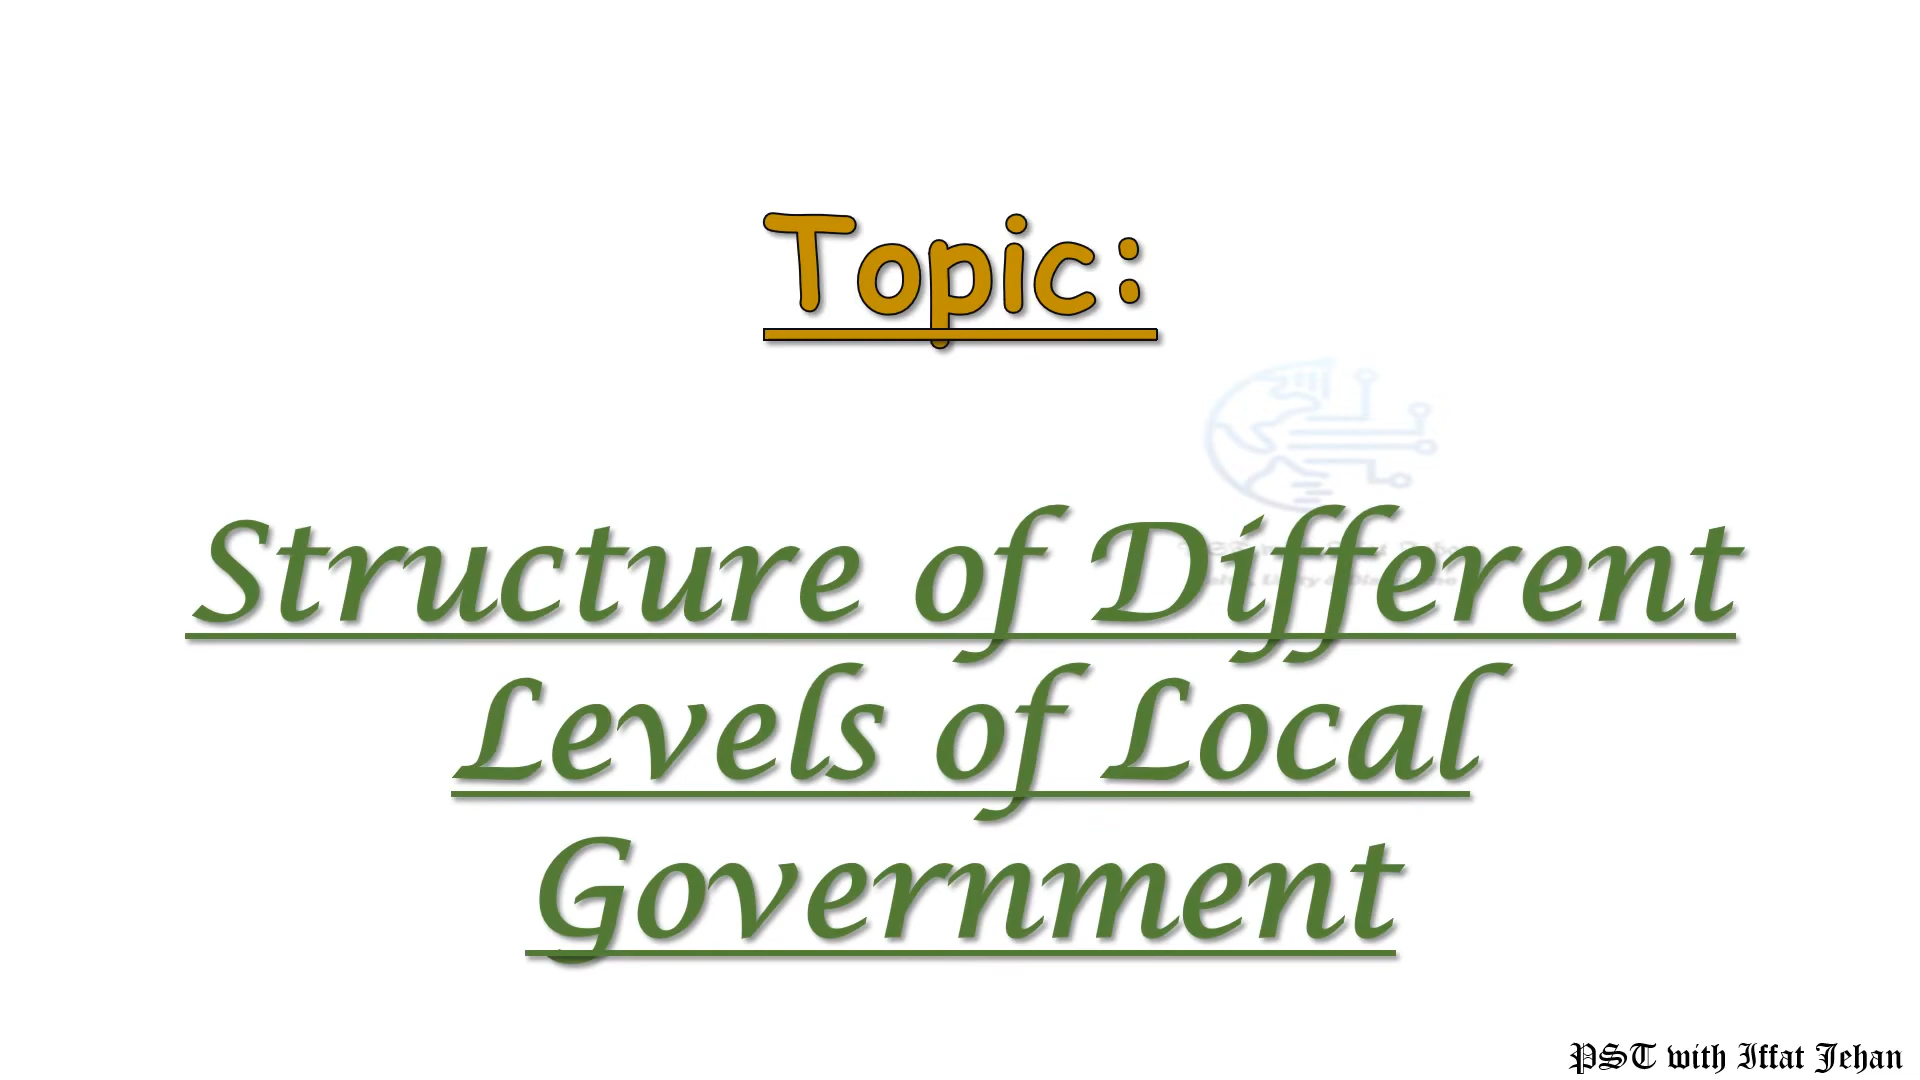 Topic:
Structure of Different
Levels of Local
Government
PST with Iffat Jehan